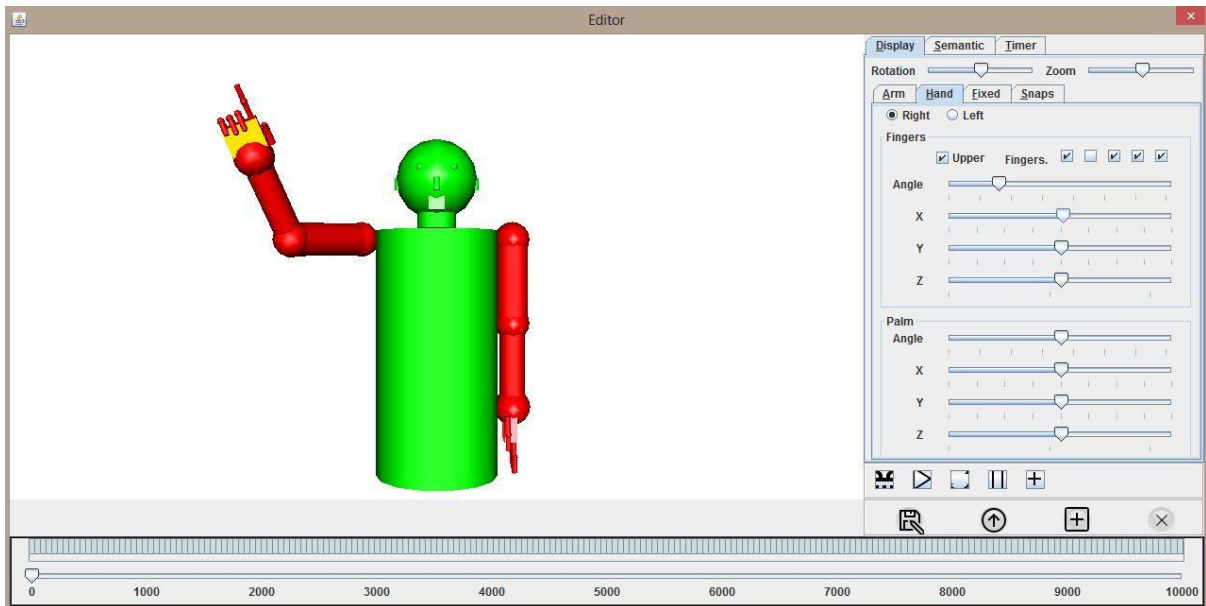 Editor
Display Semantic Timer
Rotation Zoom
Arm Hand Fixed Snaps
Right Left
Fingers
Upper Fingers.
Angle
X
Y
Z
Palm
Angle
X
Y
Z
0 1000 2000 3000 4000 5000 6000 7000 8000 9000 10000